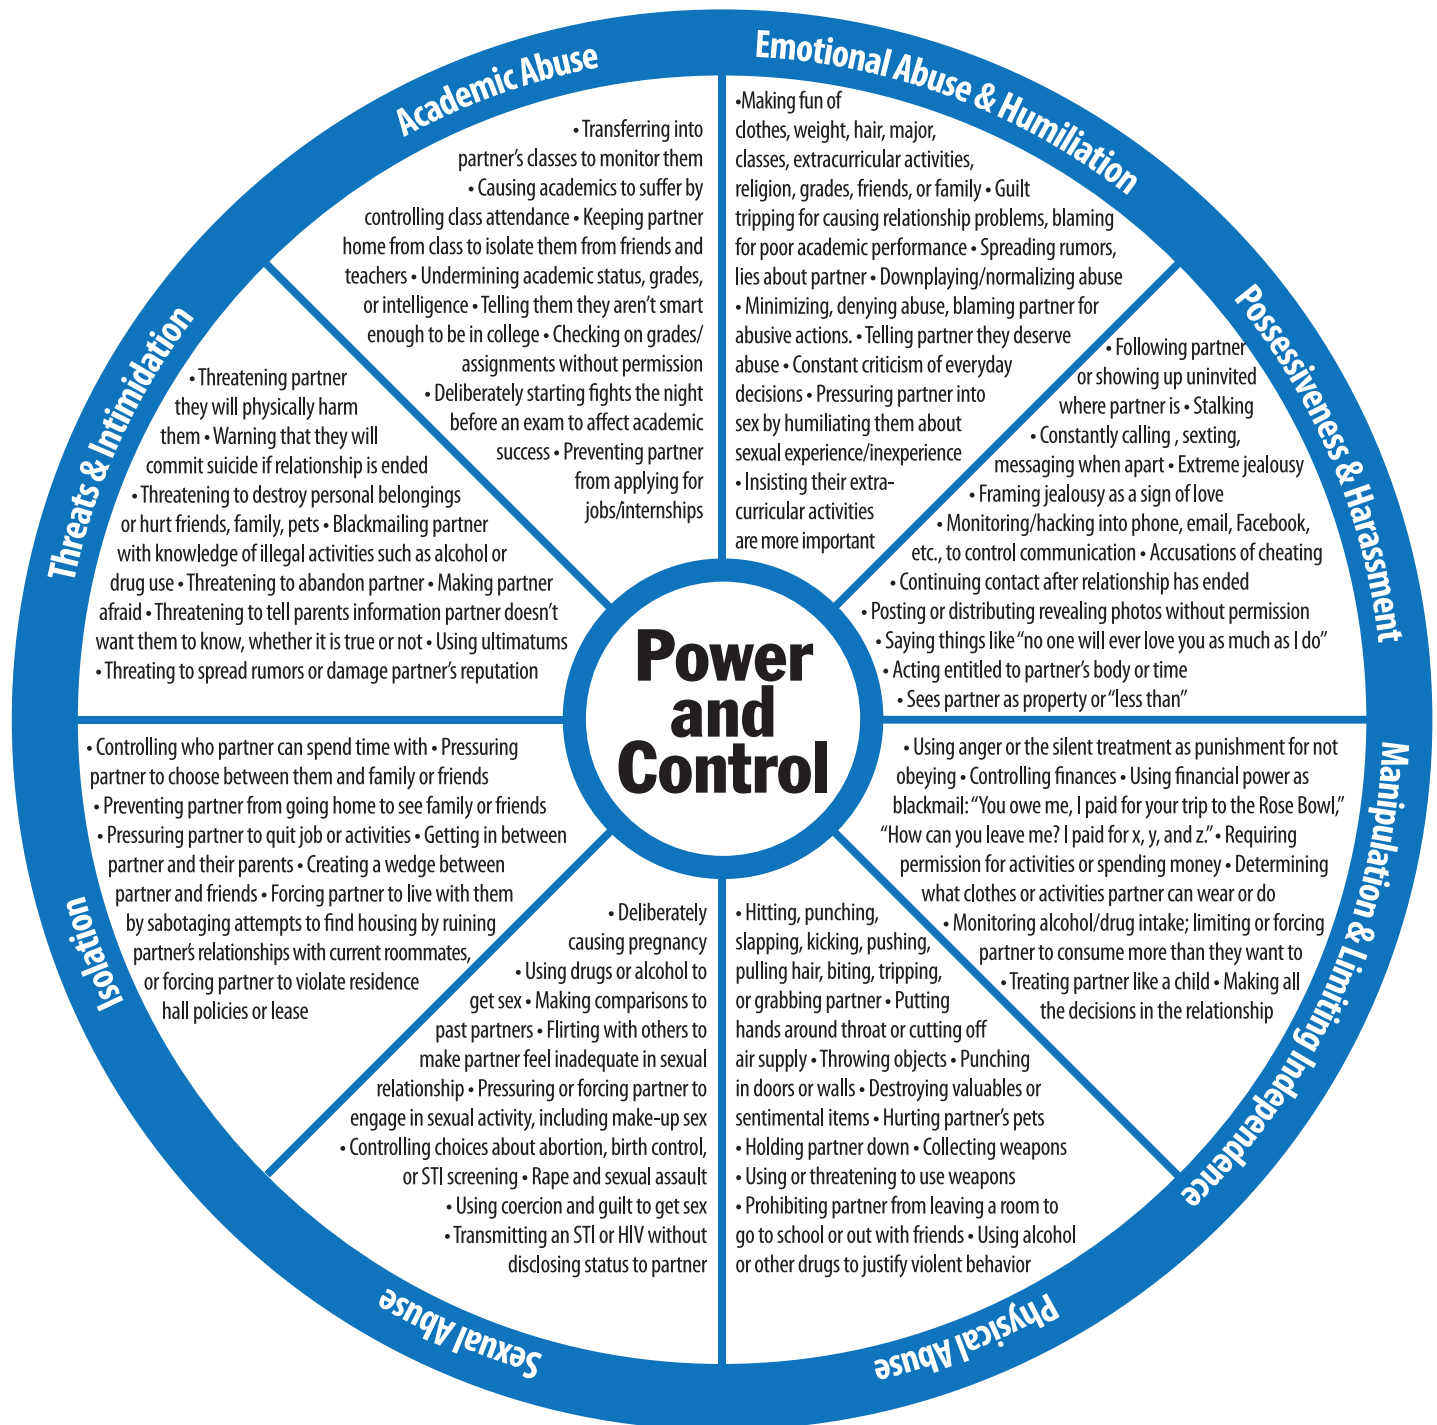 Emotional Abuse & Humiliation
•Making fun of
clothes, weight, hair, major,
classes, extracurricular activities,
religion, grades, friends, or family • Guilt
tripping for causing relationship problems, blaming
for poor academic performance • Spreading rumors,
lies about partner • Downplaying/normalizing abuse
• Minimizing, denying abuse, blaming partner for
abusive actions. • Telling partner they deserve
abuse • Constant criticism of everyday
decisions • Pressuring partner into
sex by humiliating them about
sexual experience/inexperience
• Insisting their extra-
curricular activities
are more important
Possessiveness & Harassment
• Following partner
or showing up uninvited
where partner is • Stalking
• Constantly calling , sexting,
messaging when apart • Extreme jealousy
• Framing jealousy as a sign of love
• Monitoring/hacking into phone, email, Facebook,
etc., to control communication • Accusations of cheating
• Continuing contact after relationship has ended
• Posting or distributing revealing photos without permission
• Saying things like “no one will ever love you as much as I do”
• Acting entitled to partner’s body or time
• Sees partner as property or “less than”
Manipulation & Limiting Independence
• Using anger or the silent treatment as punishment for not
obeying • Controlling finances • Using financial power as
blackmail: “You owe me, I paid for your trip to the Rose Bowl,”
“How can you leave me? I paid for x, y, and z.” • Requiring
permission for activities or spending money • Determining
what clothes or activities partner can wear or do
• Monitoring alcohol/drug intake; limiting or forcing
partner to consume more than they want to
• Treating partner like a child • Making all
the decisions in the relationship
Physical Abuse
• Hitting, punching,
slapping, kicking, pushing,
pulling hair, biting, tripping,
or grabbing partner • Putting
hands around throat or cutting off
air supply • Throwing objects • Punching
in doors or walls • Destroying valuables or
sentimental items • Hurting partner’s pets
• Holding partner down • Collecting weapons
• Using or threatening to use weapons
• Prohibiting partner from leaving a room to
go to school or out with friends • Using alcohol
or other drugs to justify violent behavior
Sexual Abuse
• Deliberately
causing pregnancy
• Using drugs or alcohol to
get sex • Making comparisons to
past partners • Flirting with others to
make partner feel inadequate in sexual
relationship • Pressuring or forcing partner to
engage in sexual activity, including make-up sex
• Controlling choices about abortion, birth control,
or STI screening • Rape and sexual assault
• Using coercion and guilt to get sex
• Transmitting an STI or HIV without
disclosing status to partner
Isolation
• Controlling who partner can spend time with • Pressuring
partner to choose between them and family or friends
• Preventing partner from going home to see family or friends
• Pressuring partner to quit job or activities • Getting in between
partner and their parents • Creating a wedge between
partner and friends • Forcing partner to live with them
by sabotaging attempts to find housing by ruining
partner’s relationships with current roommates,
or forcing partner to violate residence
hall policies or lease
Threats & Intimidation
• Threatening partner
they will physically harm
them • Warning that they will
commit suicide if relationship is ended
• Threatening to destroy personal belongings
or hurt friends, family, pets • Blackmailing partner
with knowledge of illegal activities such as alcohol or
drug use • Threatening to abandon partner • Making partner
afraid • Threatening to tell parents information partner doesn’t
want them to know, whether it is true or not • Using ultimatums
• Threating to spread rumors or damage partner’s reputation
Academic Abuse
• Transferring into
partner’s classes to monitor them
• Causing academics to suffer by
controlling class attendance • Keeping partner
home from class to isolate them from friends and
teachers • Undermining academic status, grades,
or intelligence • Telling them they aren’t smart
enough to be in college • Checking on grades/
assignments without permission
• Deliberately starting fights the night
before an exam to affect academic
success • Preventing partner
from applying for
jobs/internships
Power
and
Control